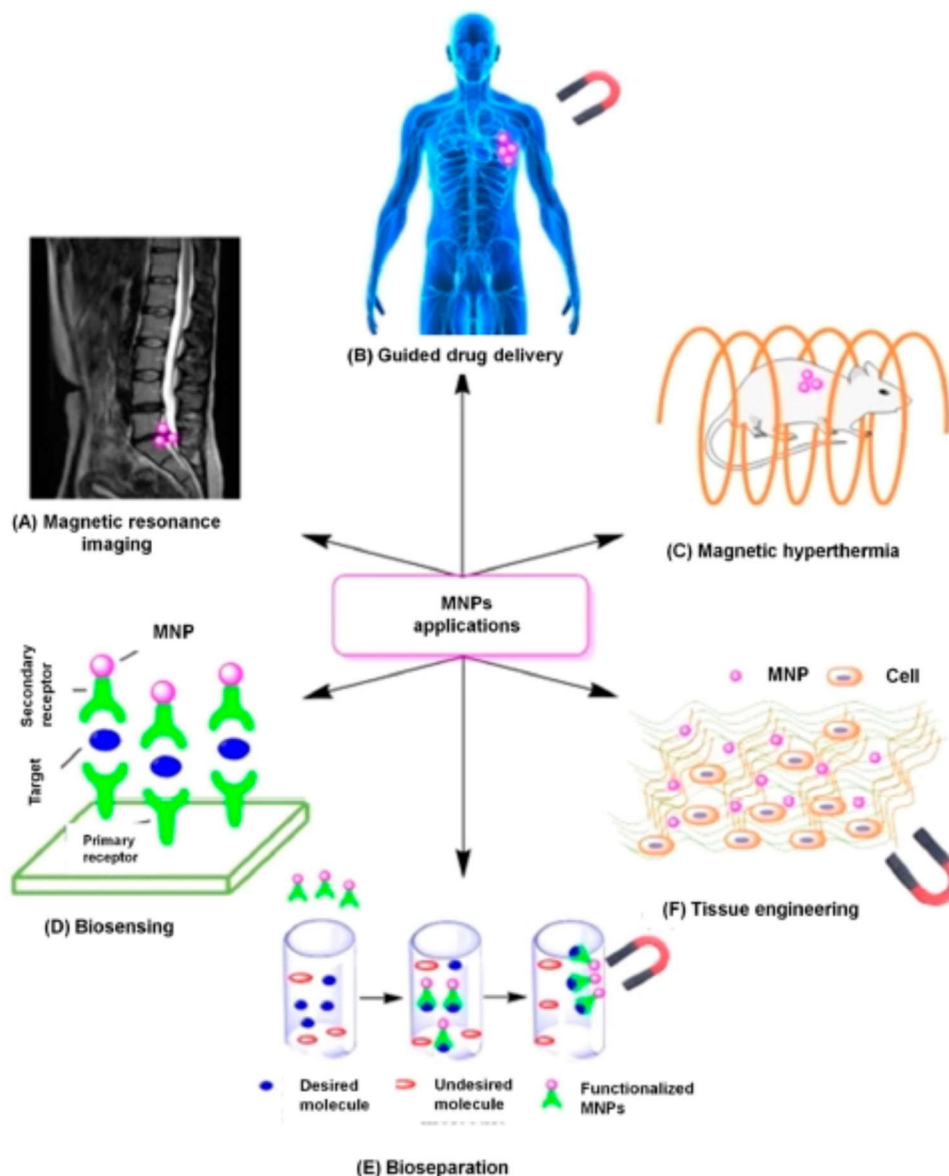 (B) Guided drug delivery
(A) Magnetic resonance
imaging
(C) Magnetic hyperthermia
MNPs
applications
MNP
Secondary
receptor
Target
Primary
receptor
(D) Biosensing
MNP
Cell
(F) Tissue engineering
Desired
molecule
Undesired
molecule
Functionalized
MNPs
(E) Bioseparation